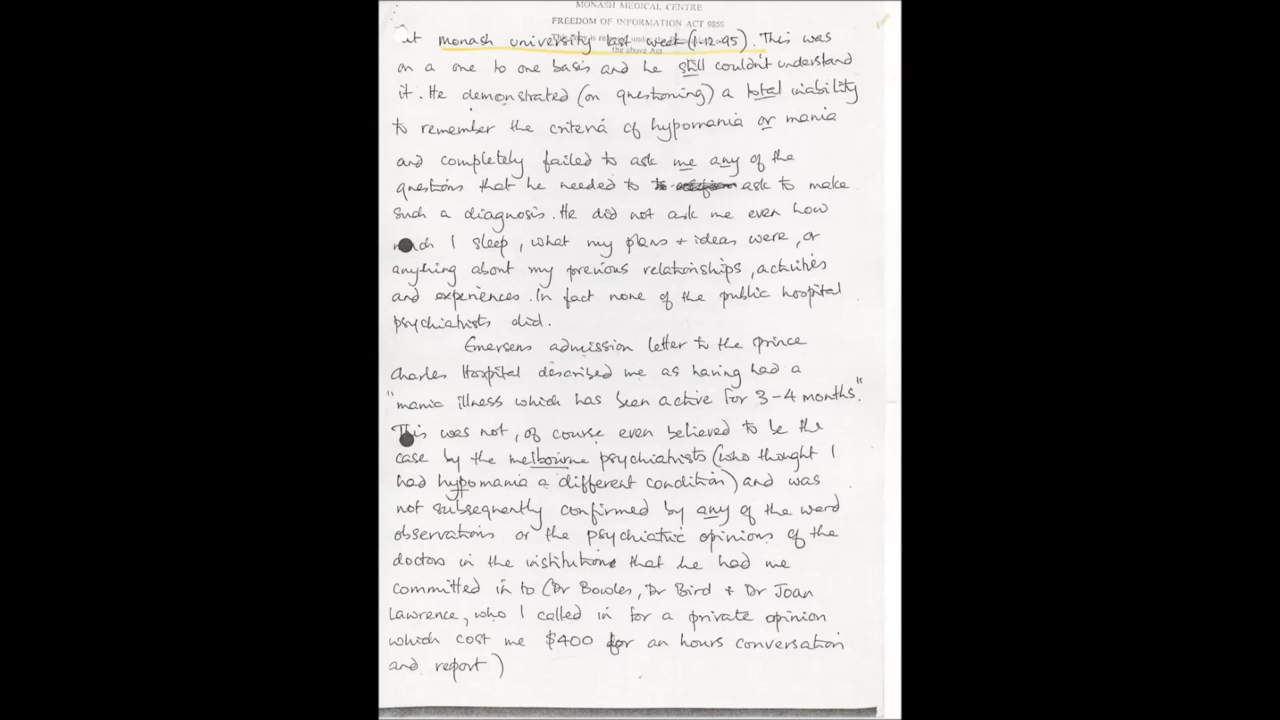 MONASH MEDICAL CENTRE
FREEDOM OF INFORMATION ACT 9859
the above Act
at monash university last week (1-12-95). This was
on a one to one basis and he still couldn't understand
it. He demonstrated (on questioning) a total inability
to remember the criteria of hypomania or mania
and completely failed to ask me any of the
questions that he needed to ask to make
such a diagnosis. He did not ask me even how
much I sleep, what my plans + ideas were, or
anything about my previous relationships, activities
and experiences. In fact none of the public hospital
psychiatrists did.
Emersens admission letter to the prince
Charles Hospital described me as having had a
"manic illness which has been active for 3-4 months".
This was not, of course even believed to be the
case by the melbourne psychiatrists (who thought I
had hypomania a different condition) and was
not subsequently confirmed by any of the ward
observations or the psychiatric opinions of the
doctors in the institution that he had me
committed in to (Dr Bowles, Dr Bird + Dr Joan
Lawrence, who I called in for a private opinion
which cost me $400 for an hours conversation
and report)